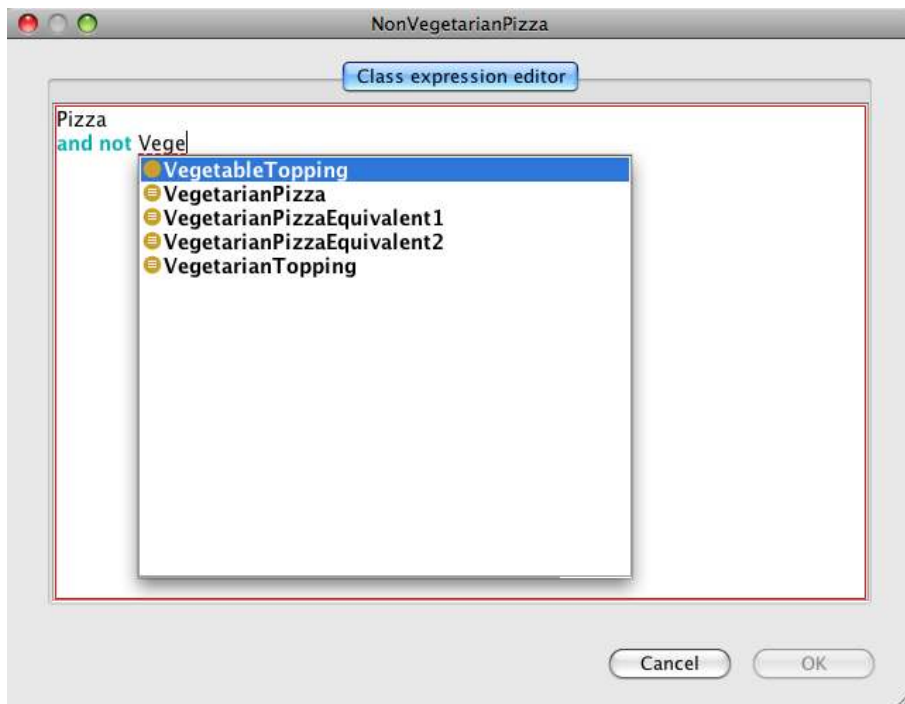 NonVegetarianPizza
Class expression editor
Pizza
and not Vege
VegetableTopping
VegetarianPizza
VegetarianPizzaEquivalent1
VegetarianPizzaEquivalent2
VegetarianTopping
Cancel
OK